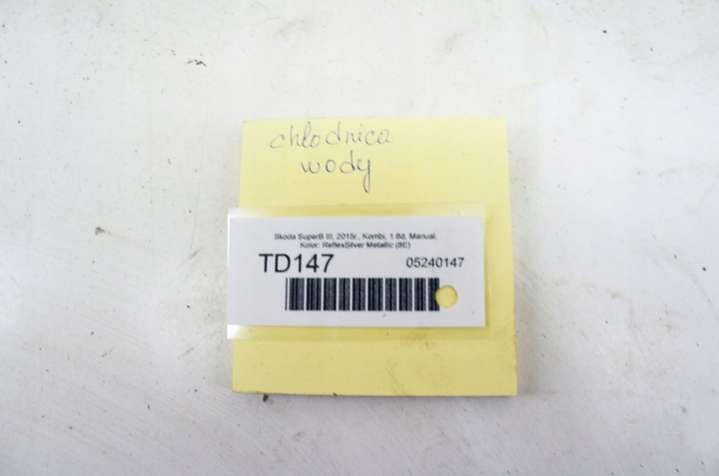 chłodnica
wody
Skoda SuperB III, 2015r., Kombi, 1.6d, Manual,
Kolor: ReflexSilver Metallic (8E)
TD147
05240147